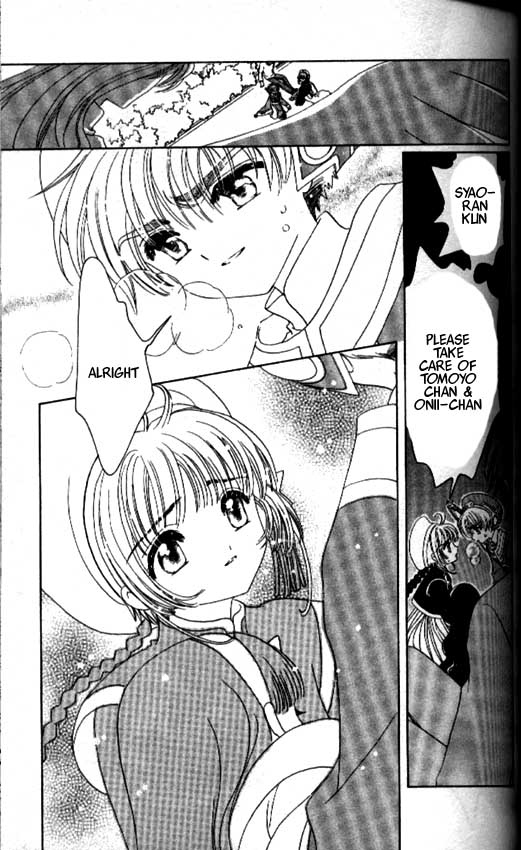 SYAO-
RAN
KUN
PLEASE
TAKE
CARE OF
TOMOYO
CHAN &
ONII-CHAN
ALRIGHT